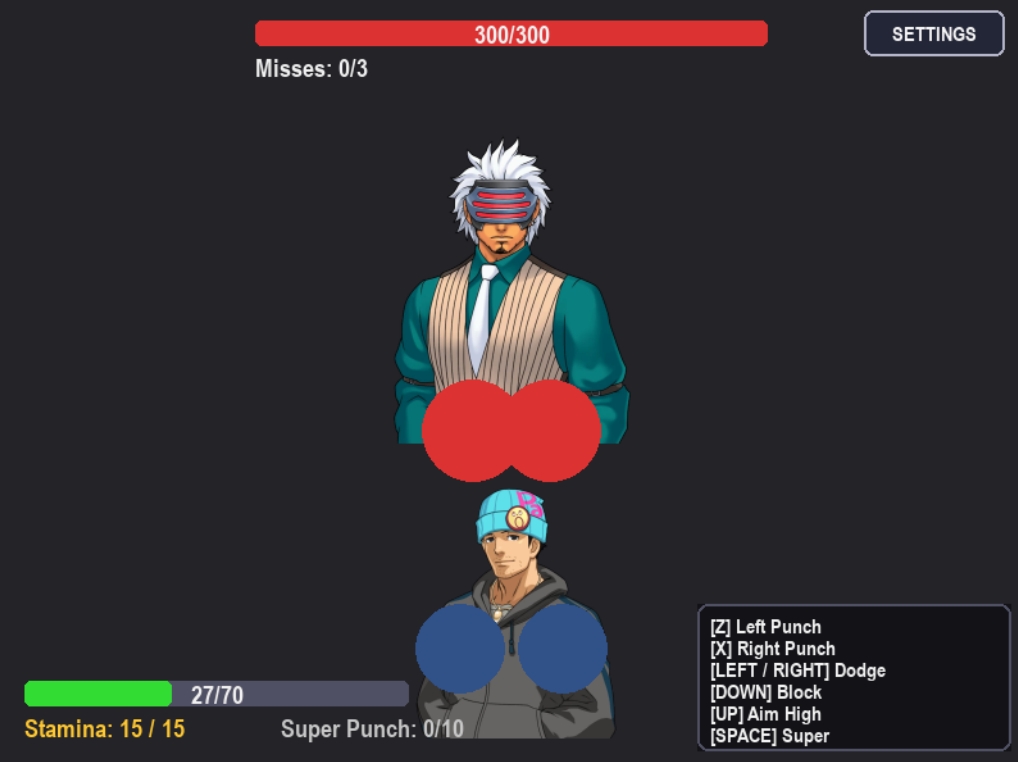 300/300
SETTINGS
Misses: 0/3
27/70
Stamina: 15 / 15
Super Punch: 0/10
[Z] Left Punch
[X] Right Punch
[LEFT / RIGHT] Dodge
[DOWN] Block
[UP] Aim High
[SPACE] Super